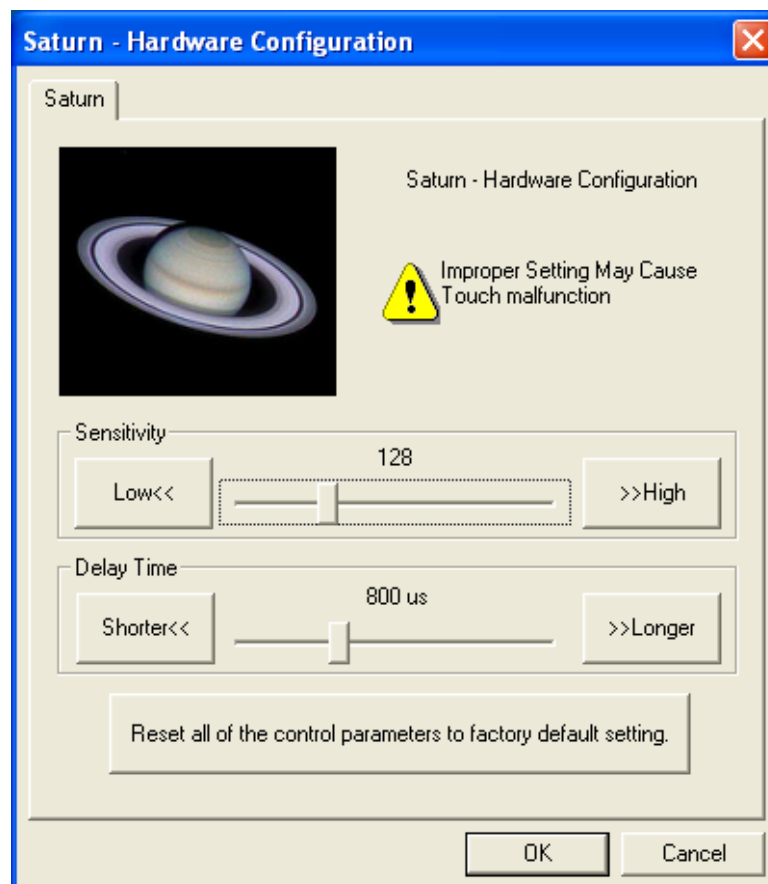 Saturn - Hardware Configuration
Saturn
Saturn - Hardware Configuration
Improper Setting May Cause
Touch malfunction
Sensitivity
128
Low<<
>>High
Delay Time
800 us
Shorter<<
>>Longer
Reset all of the control parameters to factory default setting.
OK
Cancel